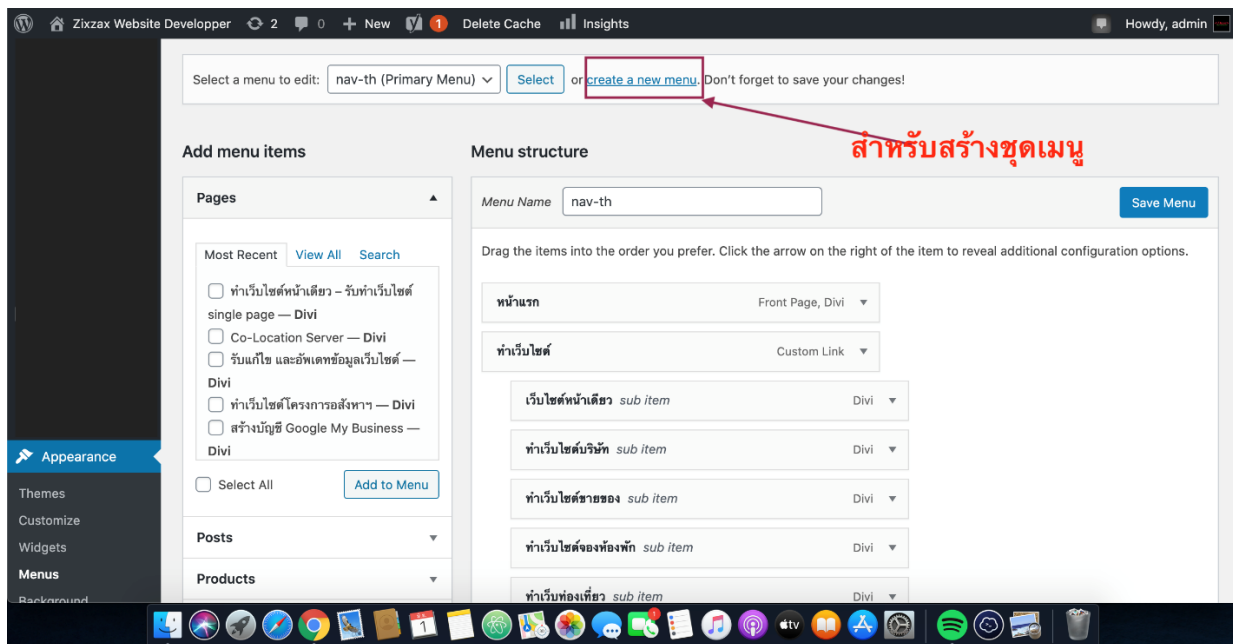 Zixzax Website Developper 2 0 + New 1 Delete Cache Insights Howdy, admin
Select a menu to edit: nav-th (Primary Menu) Select or create a new menu. Don't forget to save your changes!
สำหรับสร้างชุดเมนู
Add menu items
Menu structure
Pages
Menu Name nav-th Save Menu
Most Recent View All Search
Drag the items into the order you prefer. Click the arrow on the right of the item to reveal additional configuration options.
ทำเว็บไซต์หน้าเดียว – รับทำเว็บไซต์
single page — Divi
Co-Location Server — Divi
รับแก้ไข และอัพเดทข้อมูลเว็บไซต์ —
Divi
ทำเว็บไซต์โครงการอสังหาฯ — Divi
สร้างบัญชี Google My Business —
Divi
Select All Add to Menu
Posts
Products
หน้าแรก Front Page, Divi
ทำเว็บไซต์ Custom Link
เว็บไซต์หน้าเดียว sub item Divi
ทำเว็บไซต์บริษัท sub item Divi
ทำเว็บไซต์ขายของ sub item Divi
ทำเว็บไซต์จองห้องพัก sub item Divi
ทำเว็บท่องเที่ยว sub item Divi
Appearance
Themes
Customize
Widgets
Menus
Background
1
tv